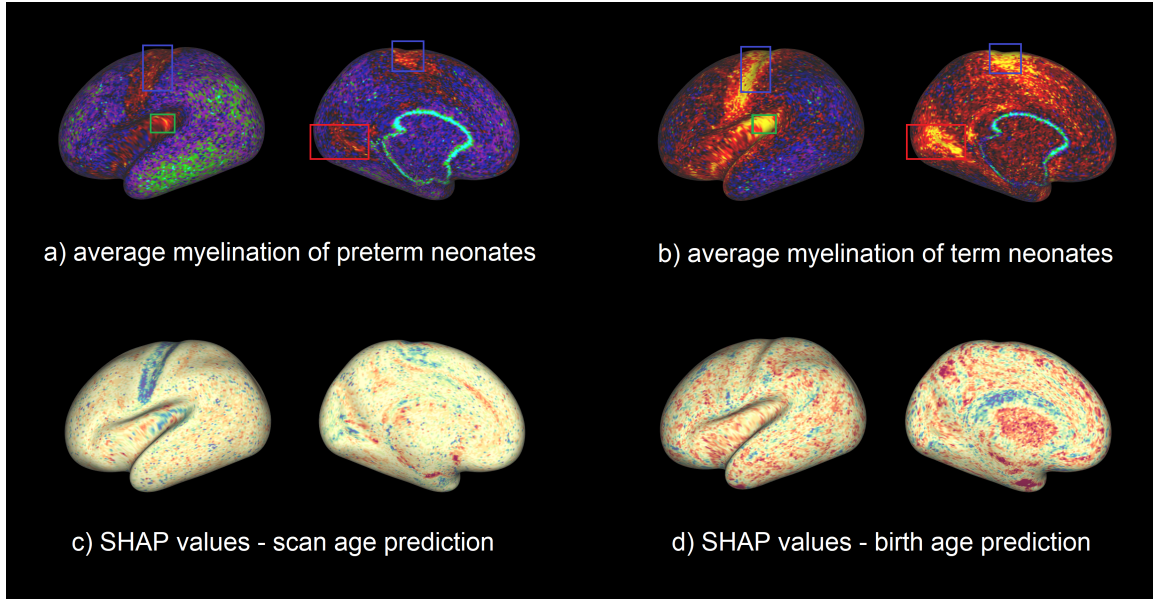 a) average myelination of preterm neonates
b) average myelination of term neonates
c) SHAP values - scan age prediction
d) SHAP values - birth age prediction